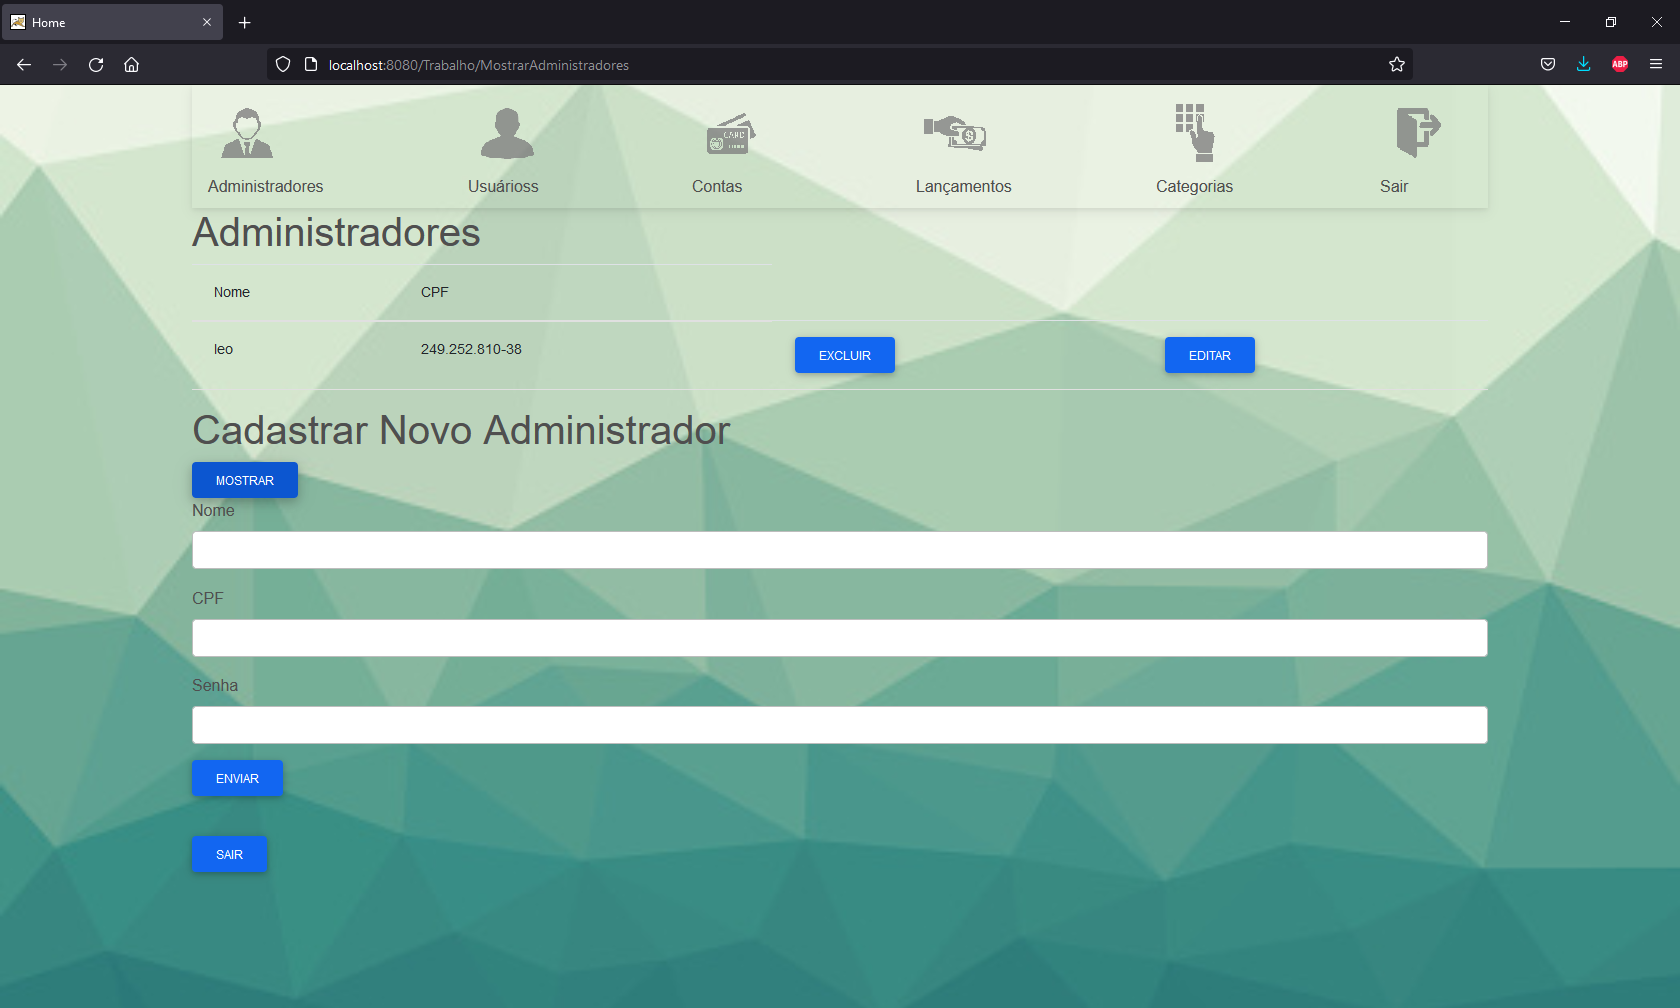 Home
localhost:8080/Trabalho/MostrarAdministradores
ABP
CARD
Administradores Usuárioss Contas Lançamentos Categorias Sair
Administradores
Nome CPF
leo 249.252.810-38 EXCLUIR EDITAR
Cadastrar Novo Administrador
MOSTRAR
Nome
CPF
Senha
ENVIAR
SAIR